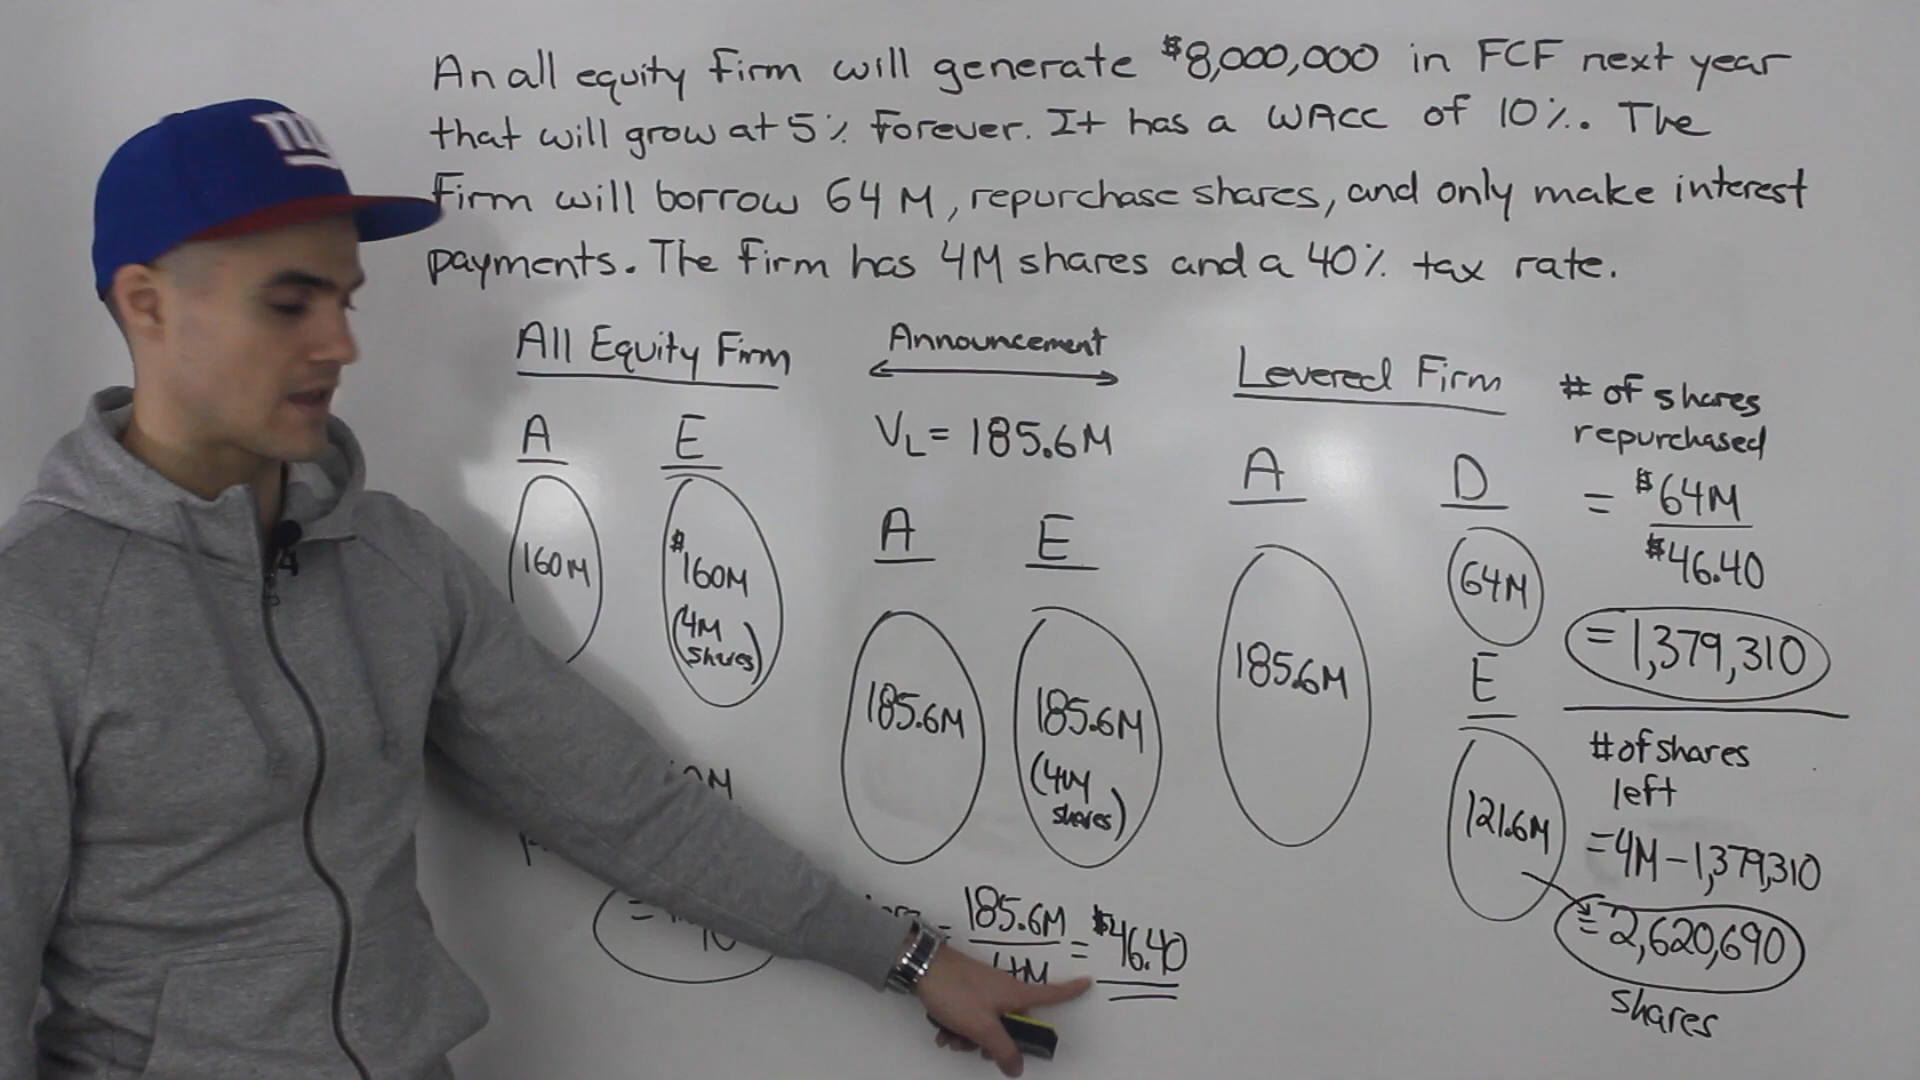 An all equity firm will generate $8,000,000 in FCF next year
that will grow at 5% forever. It has a WACC of 10%. The
firm will borrow 64M, repurchase shares, and only make interest
payments. The firm has 4M shares and a 40% tax rate.
All Equity Firm
A
E
160M
$160M
(4M
shares)
Announcement
VL = 185.6M
A
E
185.6M
185.6M
(4M
shares)
= 185.6M
4M
= $46.40
Levered Firm
A
D
185.6M
64M
E
121.6M
# of shares
repurchased
= $64M
$46.40
= 1,379,310
# of shares
left
= 4M - 1,379,310
= 2,620,690
shares
NY